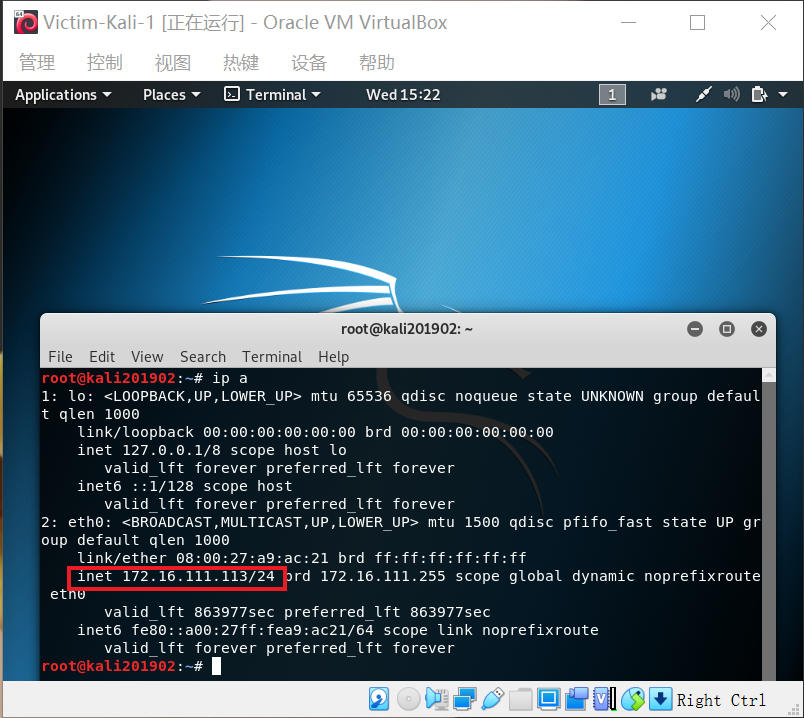 Victim-Kali-1 [正在运行] - Oracle VM VirtualBox
管理 控制 视图 热键 设备 帮助
Applications Places Terminal Wed 15:22 1
root@kali201902: ~
File Edit View Search Terminal Help
root@kali201902:~# ip a
1: lo: <LOOPBACK,UP,LOWER_UP> mtu 65536 qdisc noqueue state UNKNOWN group defaul
t qlen 1000
link/loopback 00:00:00:00:00:00 brd 00:00:00:00:00:00
inet 127.0.0.1/8 scope host lo
valid_lft forever preferred_lft forever
inet6 ::1/128 scope host
valid_lft forever preferred_lft forever
2: eth0: <BROADCAST,MULTICAST,UP,LOWER_UP> mtu 1500 qdisc pfifo_fast state UP gr
oup default qlen 1000
link/ether 08:00:27:a9:ac:21 brd ff:ff:ff:ff:ff:ff
inet 172.16.111.113/24 brd 172.16.111.255 scope global dynamic noprefixroute
eth0
valid_lft 863977sec preferred_lft 863977sec
inet6 fe80::a00:27ff:fea9:ac21/64 scope link noprefixroute
valid_lft forever preferred_lft forever
root@kali201902:~#
Right Ctrl